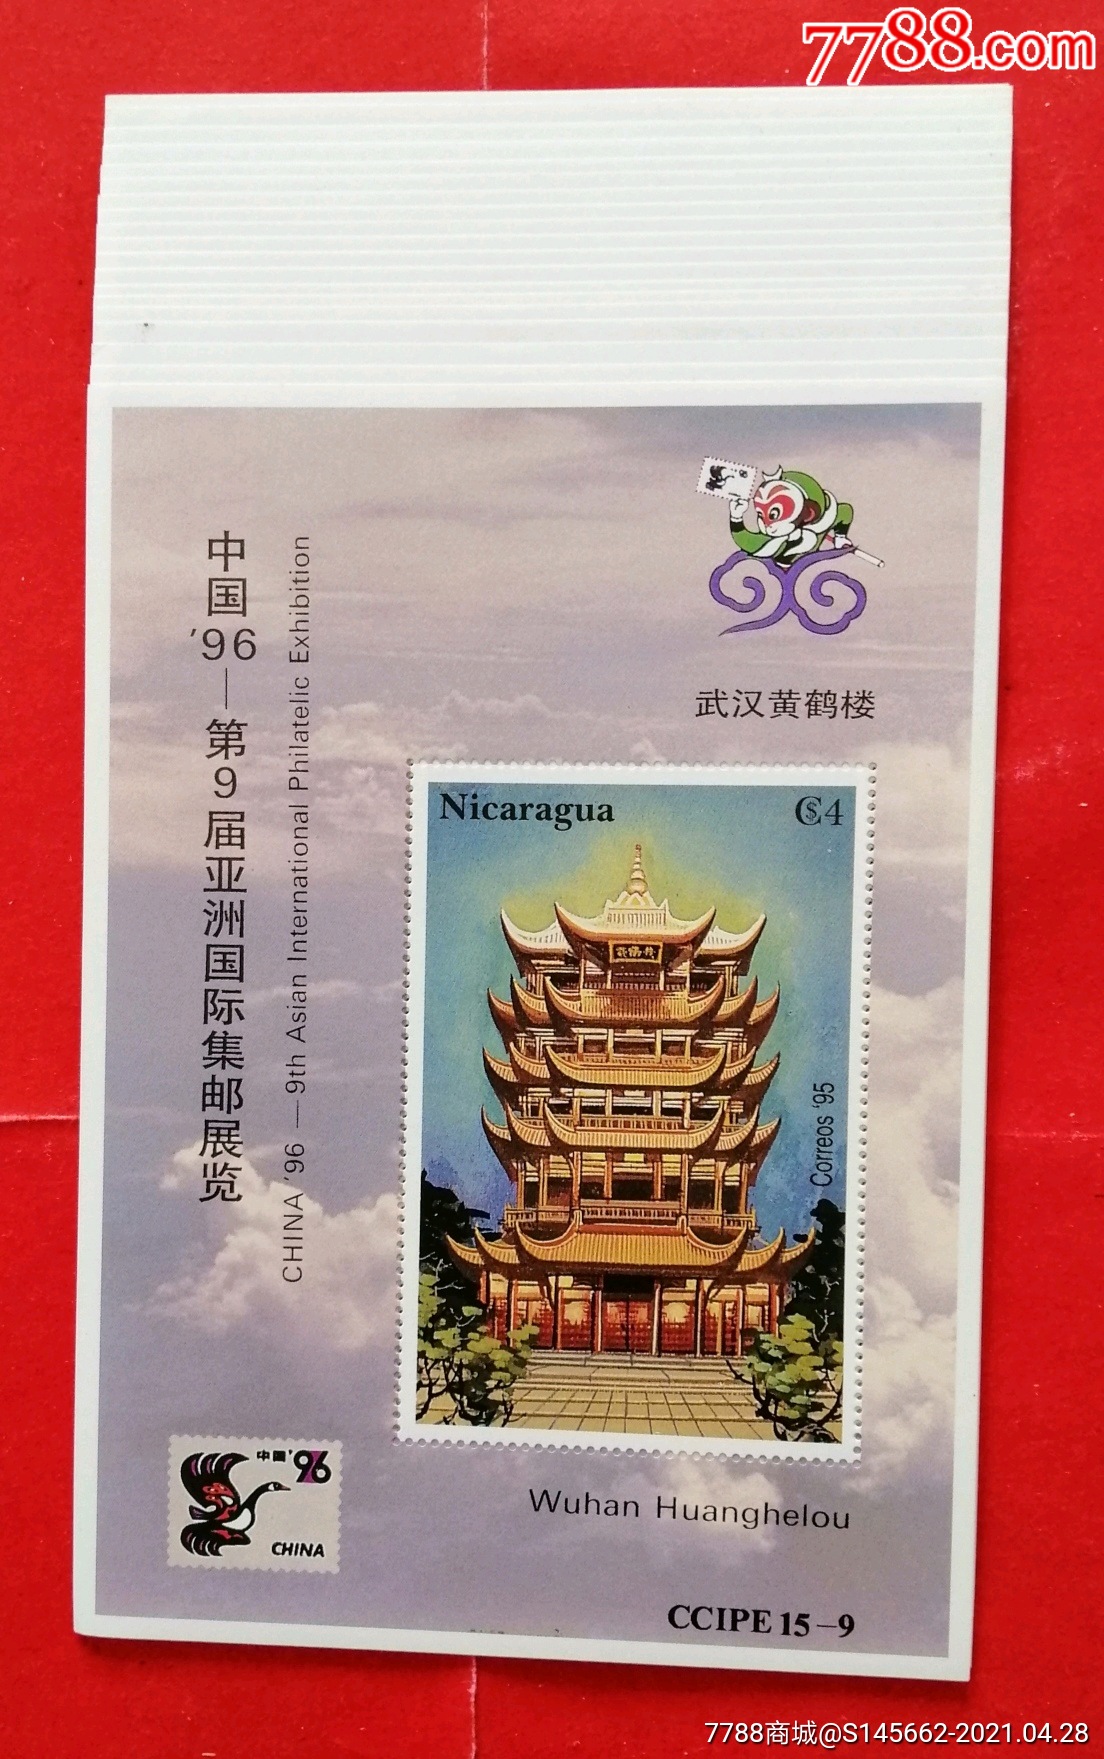 7788.com
中国'96—第9届亚洲国际集邮展览
CHINA '96 — 9th Asian International Philatelic Exhibition
96
武汉黄鹤楼
Nicaragua
C$4
Correos '95
中国'96
CHINA
Wuhan Huanghelou
CCIPE 15-9
7788商城@S145662-2021.04.28